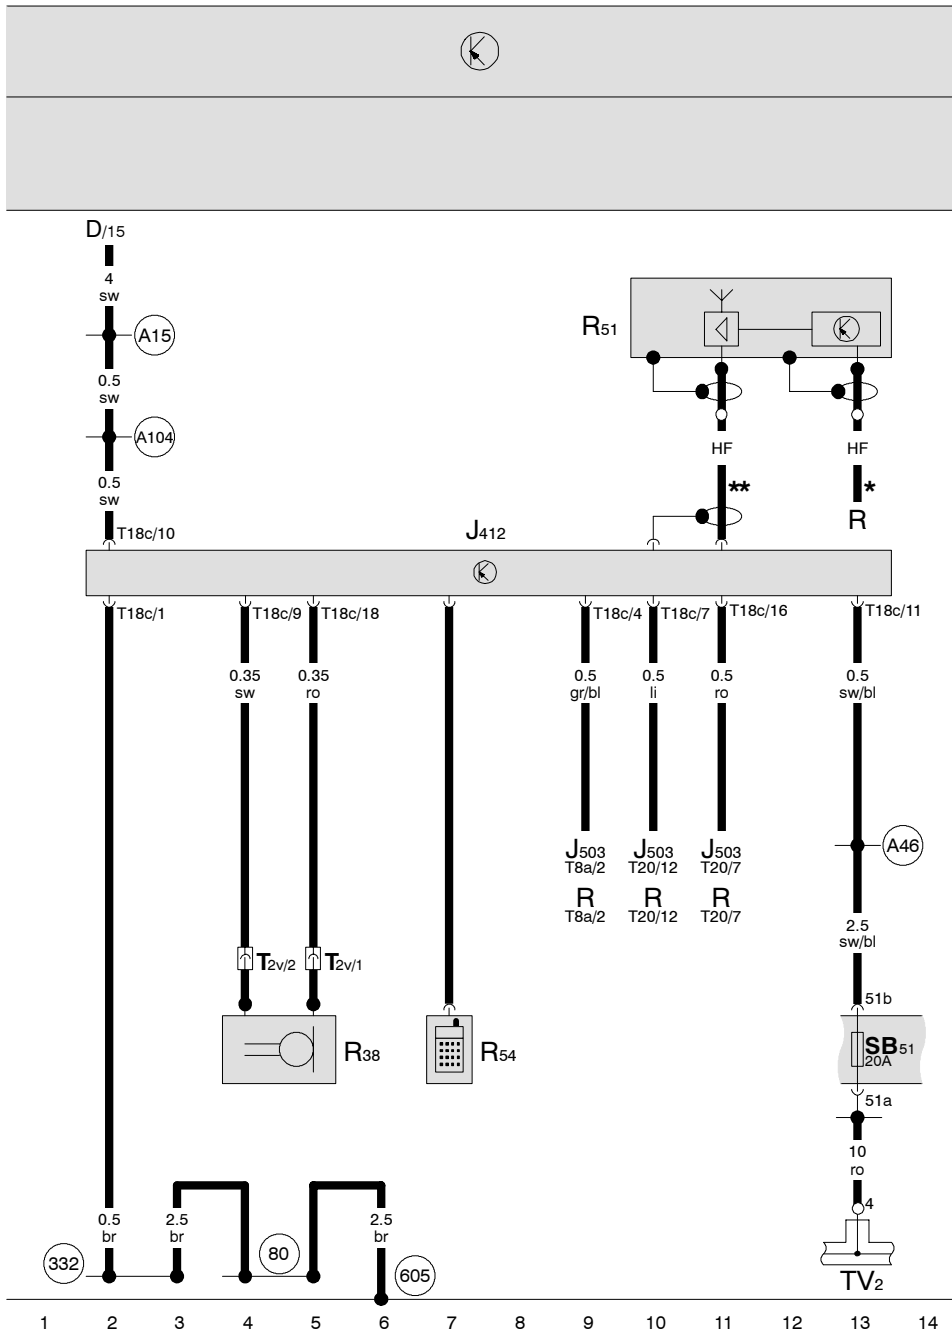 D/15
4
sw
A15
R51
0.5
sw
A104
HF
HF
0.5
sw
**
*
R
T18c/10
J412
T18c/1
T18c/9
T18c/18
T18c/4
T18c/7
T18c/16
T18c/11
0.35
sw
0.35
ro
0.5
gr/bl
0.5
li
0.5
ro
0.5
sw/bl
J503
T8a/2
J503
T20/12
J503
T20/7
A46
R
T8a/2
R
T20/12
R
T20/7
2.5
sw/bl
T2v/2
T2v/1
51b
R38
R54
SB51
20A
51a
10
ro
4
0.5
br
2.5
br
2.5
br
332
80
605
TV2
1 2 3 4 5 6 7 8 9 10 11 12 13 14